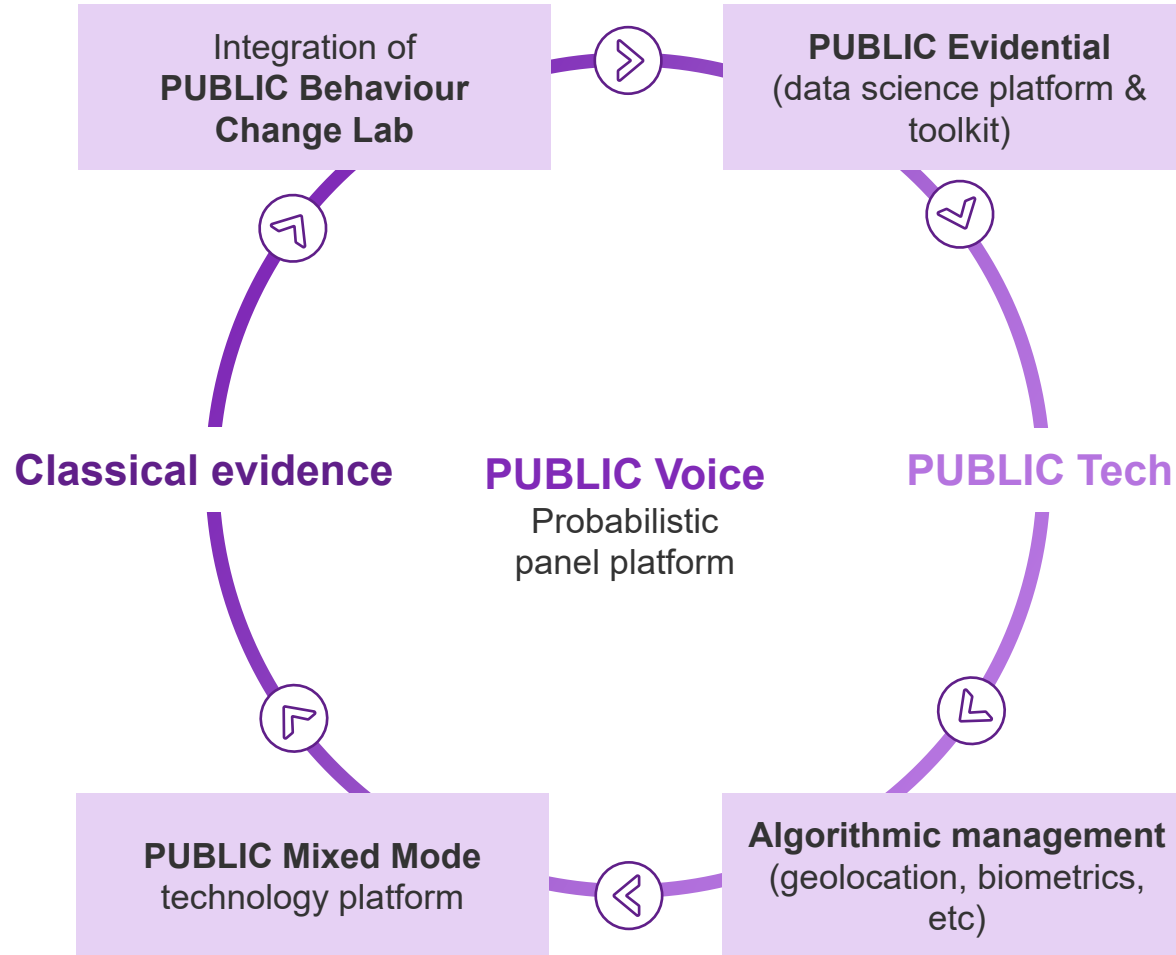 Integration of
PUBLIC Behaviour
Change Lab
PUBLIC Evidential
(data science platform &
toolkit)
Classical evidence
PUBLIC Voice
Probabilistic
panel platform
PUBLIC Tech
PUBLIC Mixed Mode
technology platform
Algorithmic management
(geolocation, biometrics,
etc)